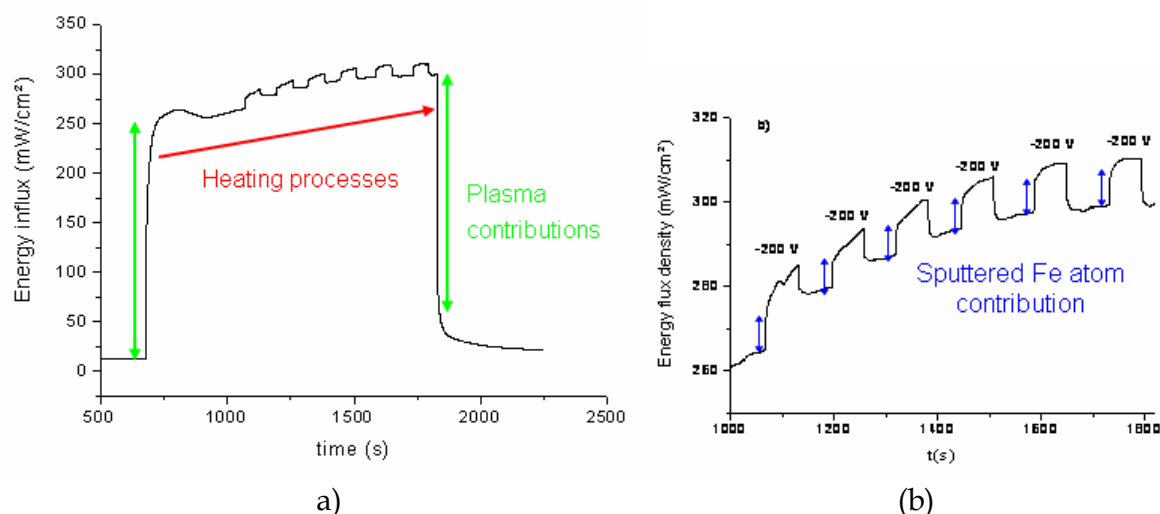 350
300
250
200
150
100
50
0
Energy influx (mW/cm²)
Heating processes
Plasma
contributions
500
1000
1500
2000
2500
time (s)
a)
b)
320
300
280
260
Energy flux density (mW/cm²)
-200 V
-200 V
-200 V
-200 V
-200 V
-200 V
Sputtered Fe atom
contribution
1000
1200
1400
1600
1800
t(s)
(b)